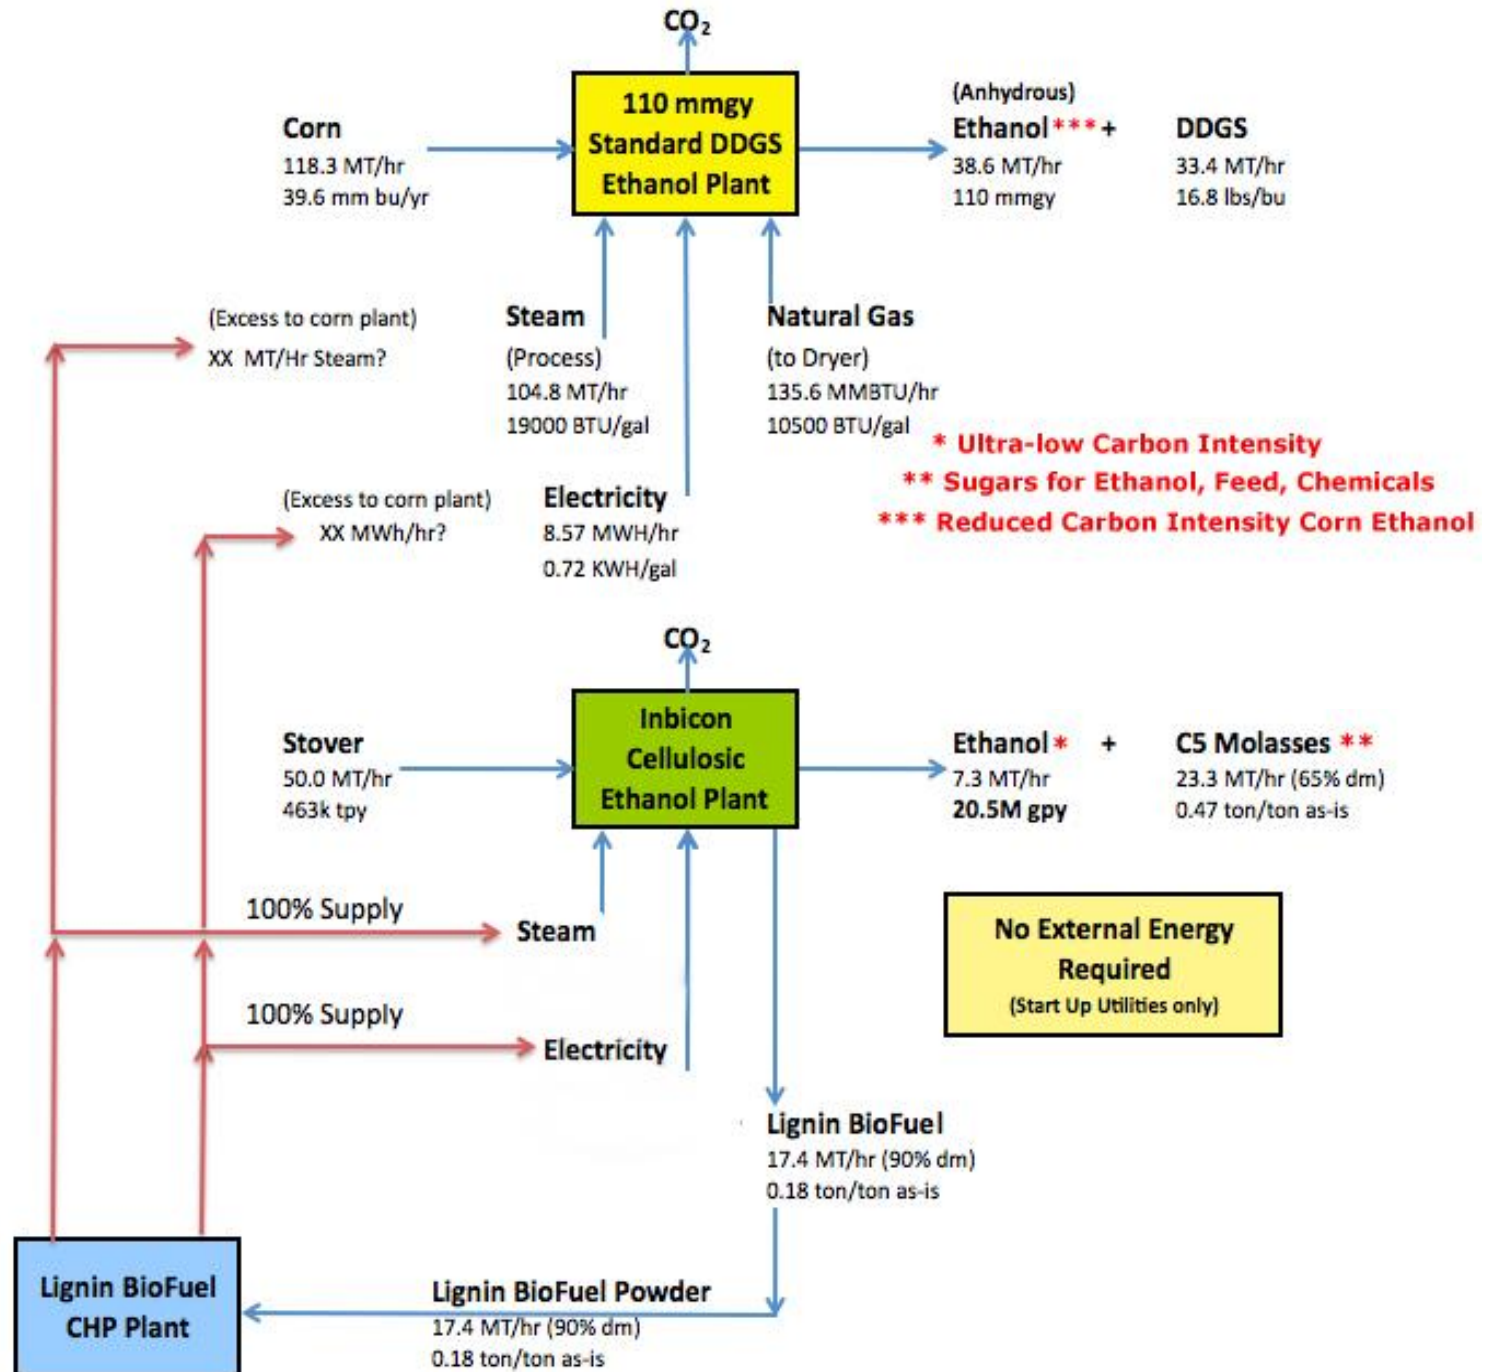 CO₂
110 mmgy
Standard DDGS
Ethanol Plant
Corn
118.3 MT/hr
39.6 mm bu/yr
(Anhydrous)
Ethanol *** +
38.6 MT/hr
110 mmgy
DDGS
33.4 MT/hr
16.8 lbs/bu
(Excess to corn plant)
XX MT/Hr Steam?
Steam
(Process)
104.8 MT/hr
19000 BTU/gal
Natural Gas
(to Dryer)
135.6 MMBTU/hr
10500 BTU/gal
* Ultra-low Carbon Intensity
** Sugars for Ethanol, Feed, Chemicals
*** Reduced Carbon Intensity Corn Ethanol
(Excess to corn plant)
XX MWh/hr?
Electricity
8.57 MWH/hr
0.72 KWH/gal
CO₂
Inbicon
Cellulosic
Ethanol Plant
Stover
50.0 MT/hr
463k tpy
Ethanol * +
7.3 MT/hr
20.5M gpy
C5 Molasses **
23.3 MT/hr (65% dm)
0.47 ton/ton as-is
100% Supply
Steam
No External Energy
Required
(Start Up Utilities only)
100% Supply
Electricity
Lignin BioFuel
17.4 MT/hr (90% dm)
0.18 ton/ton as-is
Lignin BioFuel
CHP Plant
Lignin BioFuel Powder
17.4 MT/hr (90% dm)
0.18 ton/ton as-is